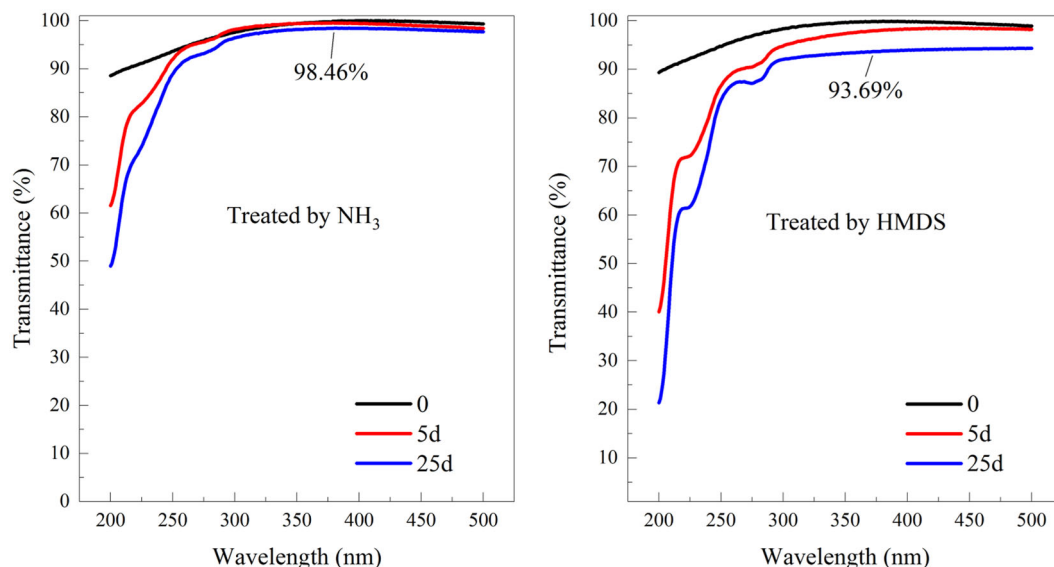 100
90
80
70
60
50
40
30
20
10
0
Transmittance (%)
98.46%
Treated by NH₃
0
5d
25d
200 250 300 350 400 450 500
Wavelength (nm)
100
90
80
70
60
50
40
30
20
10
Transmittance (%)
93.69%
Treated by HMDS
0
5d
25d
200 250 300 350 400 450 500
Wavelength (nm)